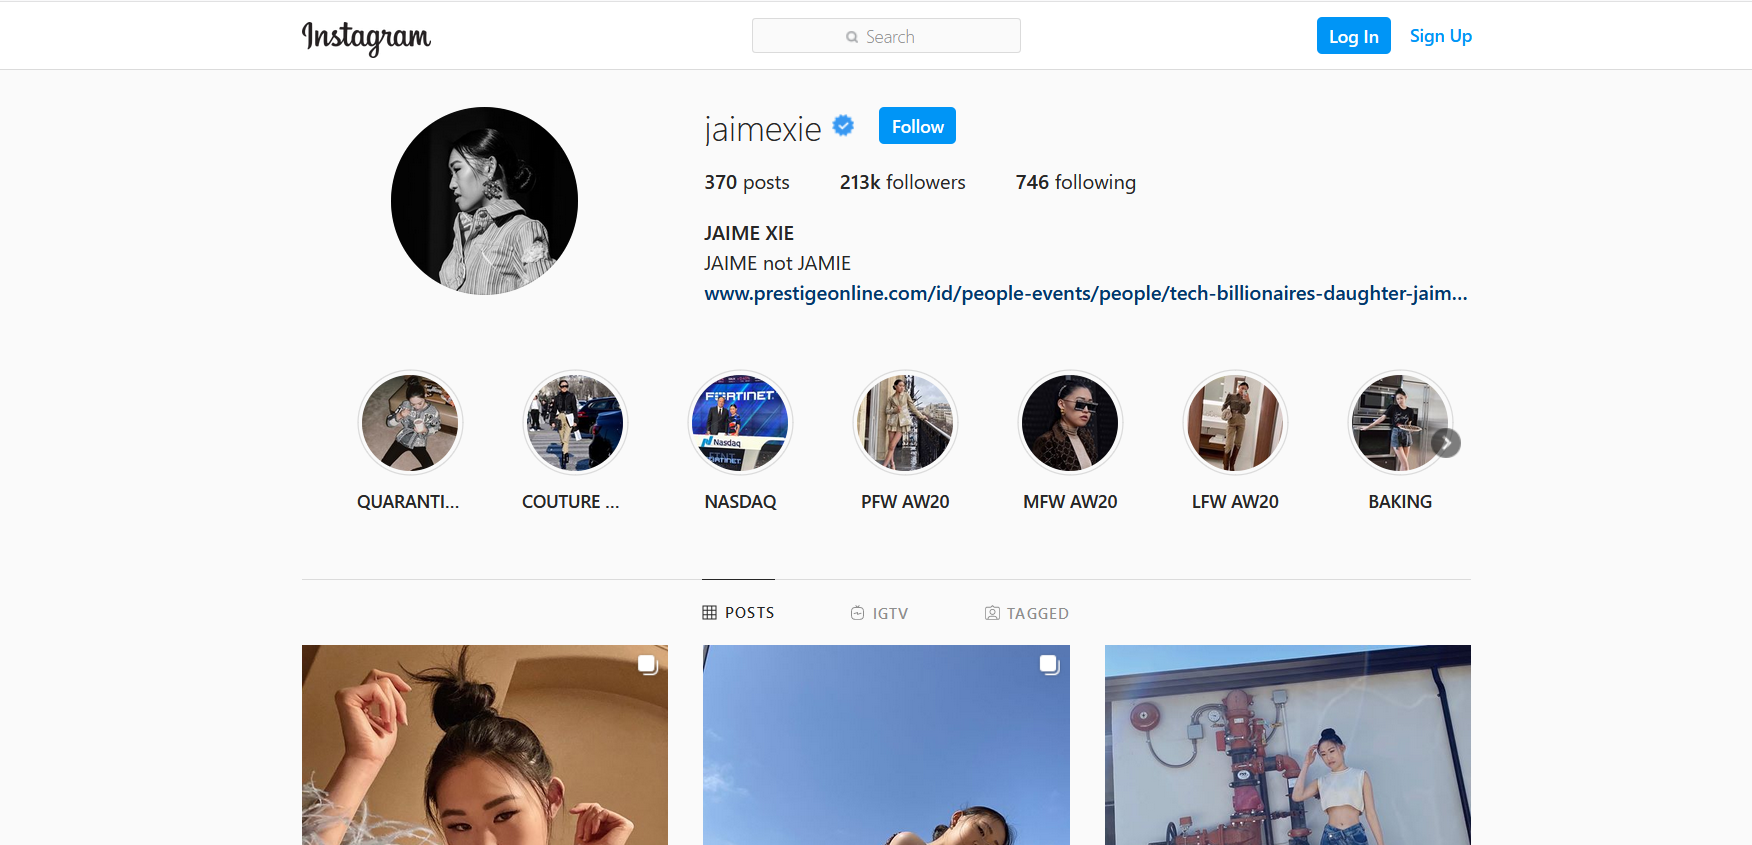 Instagram
Search
Log In
Sign Up
jaimexie
Follow
370 posts
213k followers
746 following
JAIME XIE
JAIME not JAMIE
www.prestigeonline.com/id/people-events/people/tech-billionaires-daughter-jaim...
FORTINET
Nasdaq
FTNT
FORTINET
QUARANTI...
COUTURE ...
NASDAQ
PFW AW20
MFW AW20
LFW AW20
BAKING
POSTS
IGTV
TAGGED